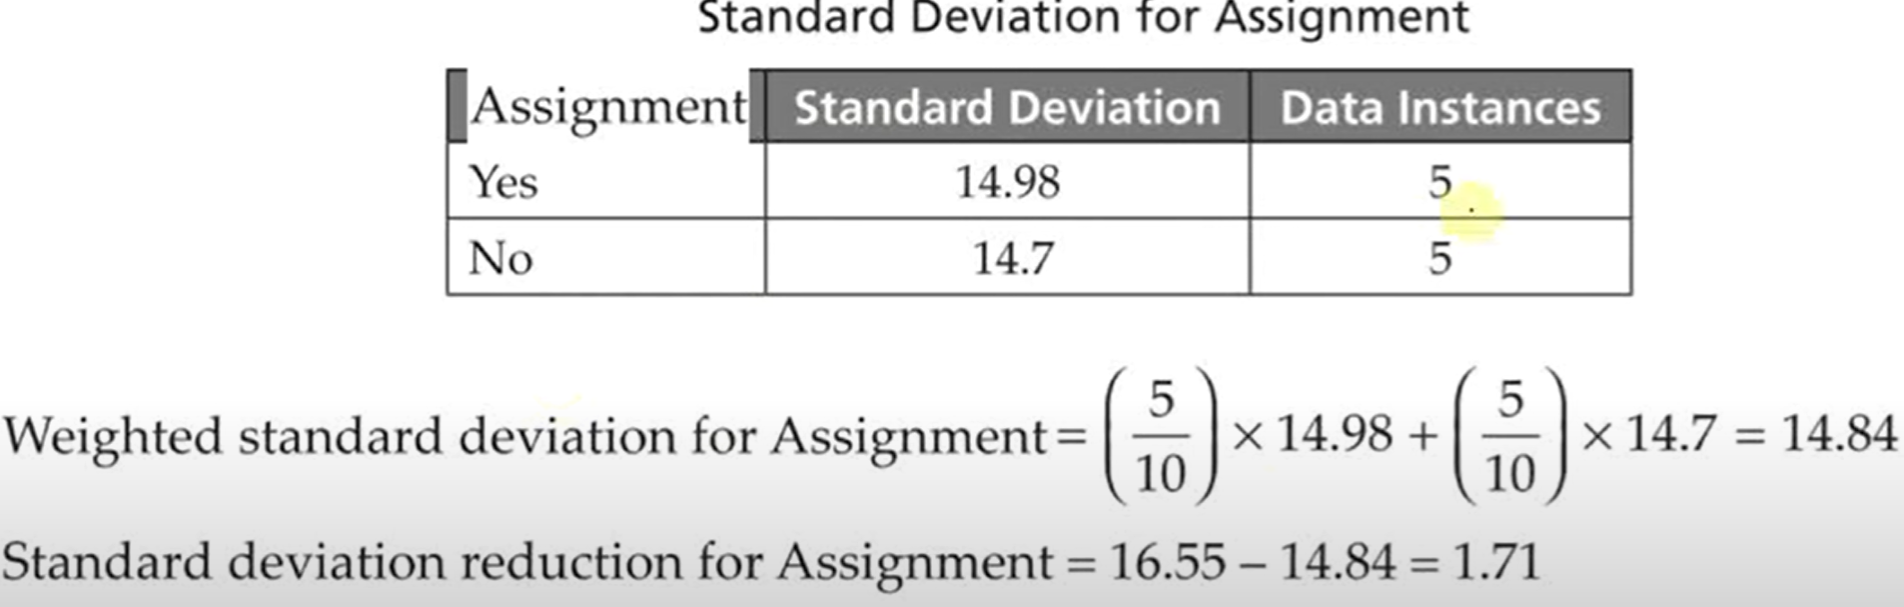 Standard Deviation for Assignment
Assignment Standard Deviation Data Instances
Yes 14.98 5
No 14.7 5
Weighted standard deviation for Assignment = (5/10) × 14.98 + (5/10) × 14.7 = 14.84
Standard deviation reduction for Assignment = 16.55 – 14.84 = 1.71